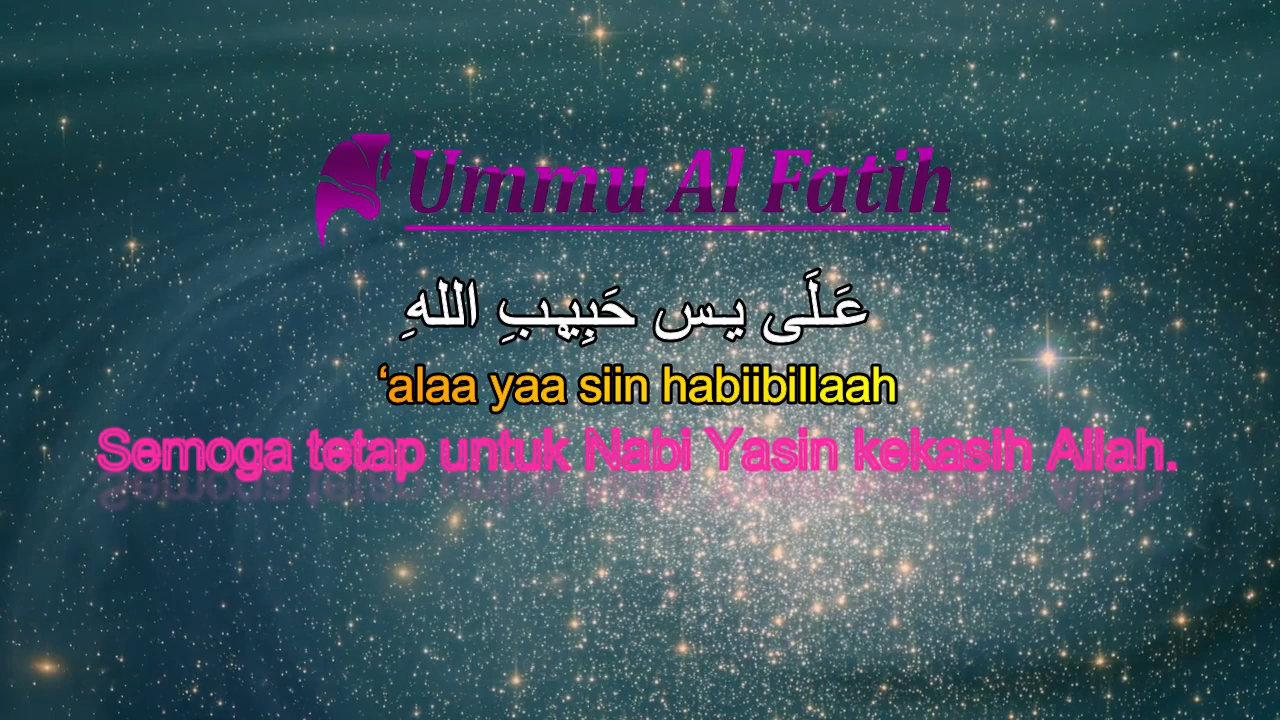 Ummu Al Fatih
عَلَى يس حَبِيبِ اللهِ
‘alaa yaa siin habiibillaah
Semoga tetap untuk Nabi Yasin kekasih Allah.